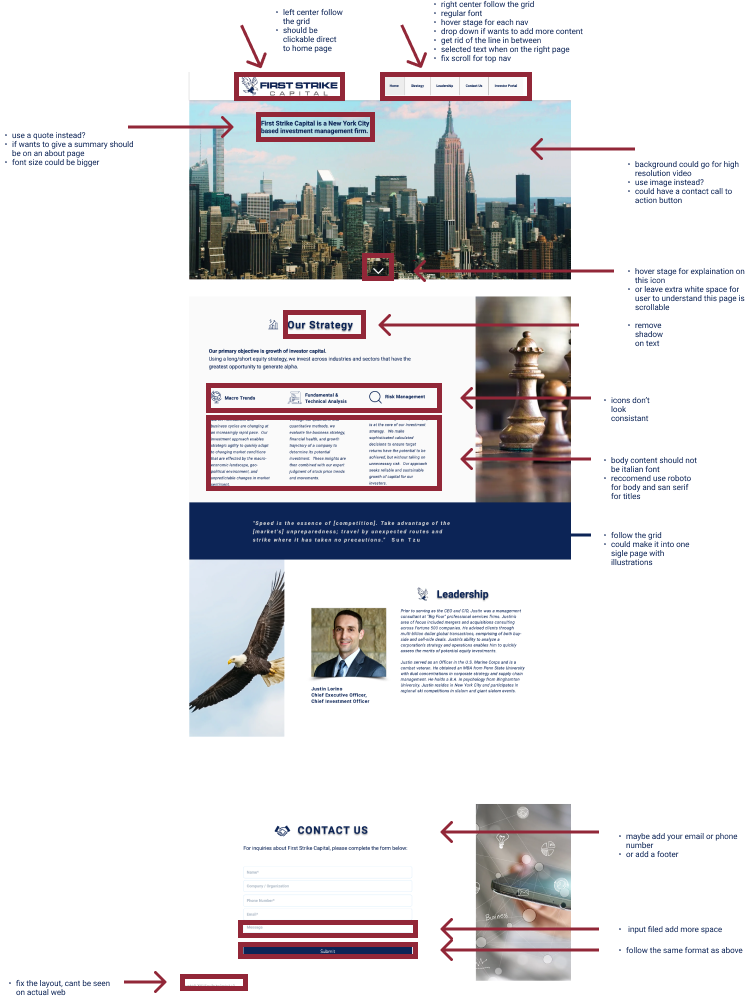 • left center follow
the grid
• should be
clickable direct
to home page
• right center follow the grid
• regular font
• hover stage for each nav
• drop down if wants to add more content
• get rid of the line in between
• selected text when on the right page
• fix scroll for top nav
FIRST STRIKE
CAPITAL
Home
Strategy
Leadership
Contact Us
Investor Portal
• use a quote instead?
• if wants to give a summary should
be on an about page
• font size could be bigger
First Strike Capital is a New York City
based investment management firm.
• background could go for high
resolution video
• use image instead?
• could have a contact call to
action button
• hover stage for explaination on
this icon
• or leave extra white space for
user to understand this page is
scrollable
Our Strategy
• remove
shadow
on text
Our primary objective is growth of investor capital.
Using a long/short equity strategy, we invest across industries and sectors that have the
greatest opportunity to generate alpha.
Macro Trends
Fundamental &
Technical Analysis
Risk Management
• icons don't
look
consistant
business cycles are changing at
an increasingly rapid pace. Our
investment approach enables
strategic agility to quickly adapt
to changing market conditions
that are effected by the macro
economic landscape, geo-
political environment, and
unpredictable changes in market
sentiment.
quantitative methods, we
evaluate the business strategy,
financial health, and growth
trajectory of a company to
determine its potential
investment. These insights are
then combined with our expert
judgment of stock price trends
and movements.
is at the core of our investment
strategy. We make
sophisticated calculated
decisions to ensure target
returns have the potential to be
achieved, but without taking on
unnecessary risk. Our approach
seeks reliable and sustainable
growth of capital for our
investors.
• body content should not
be italian font
• reccomend use roboto
for body and san serif
for titles
"Speed is the essence of [competition]. Take advantage of the
[market's] unpreparedness; travel by unexpected routes and
strike where it has taken no precautions." Sun Tzu
• follow the grid
• could make it into one
sigle page with
illustrations
Leadership
Prior to serving as the CEO and CIO, Justin was a management
consultant at "Big Four" professional services firms. Justin's
area of focus included mergers and acquisitions consulting
across Fortune 500 companies. He advised clients through
multi-billion dollar global transactions, comprising of both buy-
side and sell-side deals. Justin's ability to analyze a
corporation's strategy and operations enables him to quickly
assess the merits of potential equity investments.
Justin served as an Officer in the U.S. Marine Corps and is a
combat veteran. He obtained an MBA from Penn State University
with dual concentrations in corporate strategy and supply chain
management. He holds a B.A. in psychology from Binghamton
University. Justin resides in New York City and participates in
regional ski competitions in slalom and giant slalom events.
Justin Lorino
Chief Executive Officer,
Chief Investment Officer
CONTACT US
For inquiries about First Strike Capital, please complete the form below:
Name*
Company / Organization
Phone Number*
Email*
Message
Submit
Business
• maybe add your email or phone
number
• or add a footer
• input filed add more space
• follow the same format as above
• fix the layout, cant be seen
on actual web